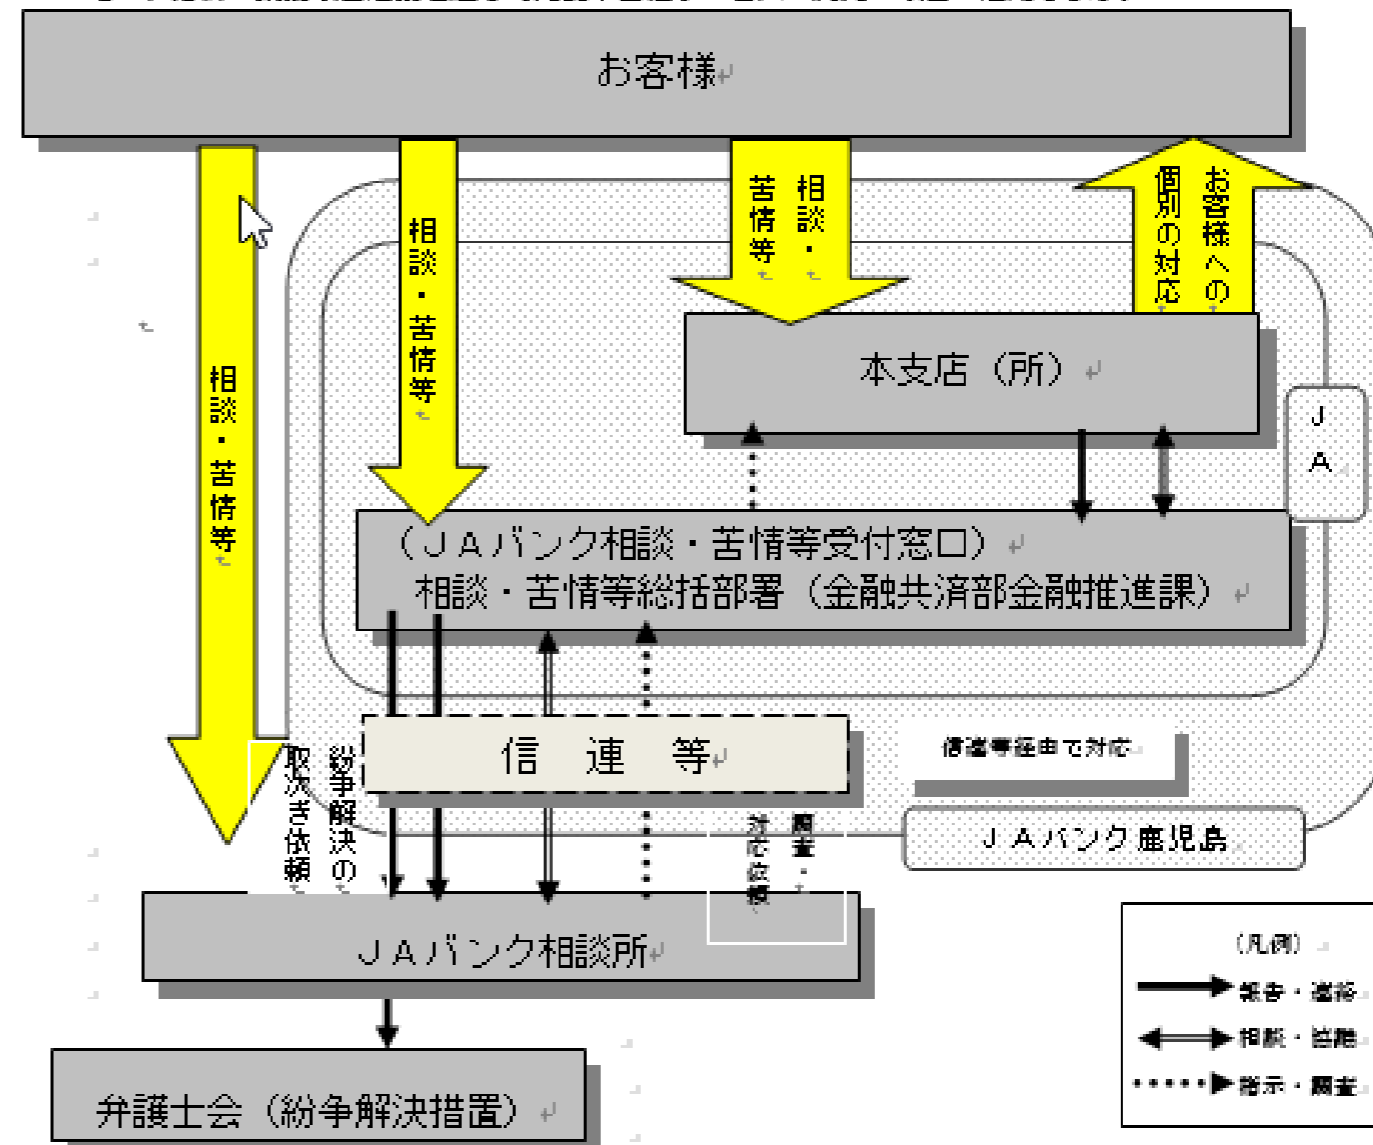 お客様
相談・苦情等
相談・苦情等
相談・
苦情等
お客様への
個別の対応
本支店（所）
ＪＡ
（ＪＡバンク相談・苦情等受付窓口）
相談・苦情等総括部署（金融共済部金融推進課）
信　連　等
信連等経由で対応
紛争解決の
取次ぎ依頼
調査・
対応依頼
ＪＡバンク鹿児島
ＪＡバンク相談所
弁護士会（紛争解決措置）
（凡例）
報告・連絡
相談・協議
指示・調査